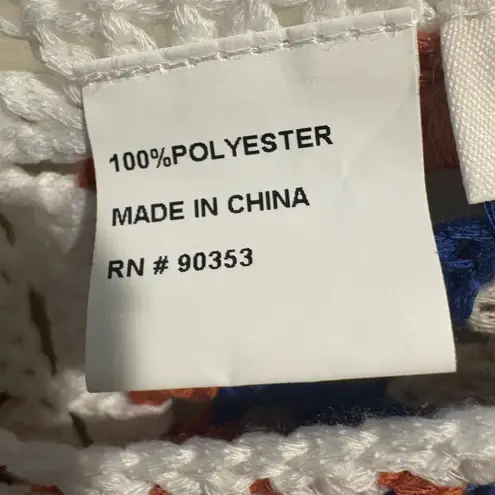 100%POLYESTER
MADE IN CHINA
RN # 90353